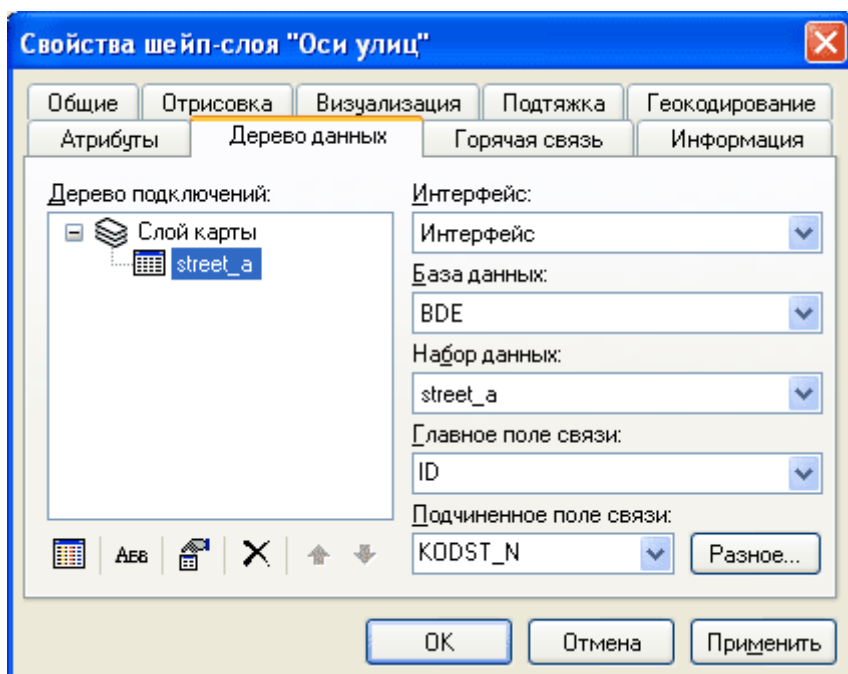 Свойства шейп-слоя "Оси улиц"
Общие Отрисовка Визуализация Подтяжка Геокодирование
Атрибуты Дерево данных Горячая связь Информация
Дерево подключений:
Слой карты
street_a
Интерфейс:
Интерфейс
База данных:
BDE
Набор данных:
street_a
Главное поле связи:
ID
Подчиненное поле связи:
KODST_N
Разное...
АБВ
OK Отмена Применить